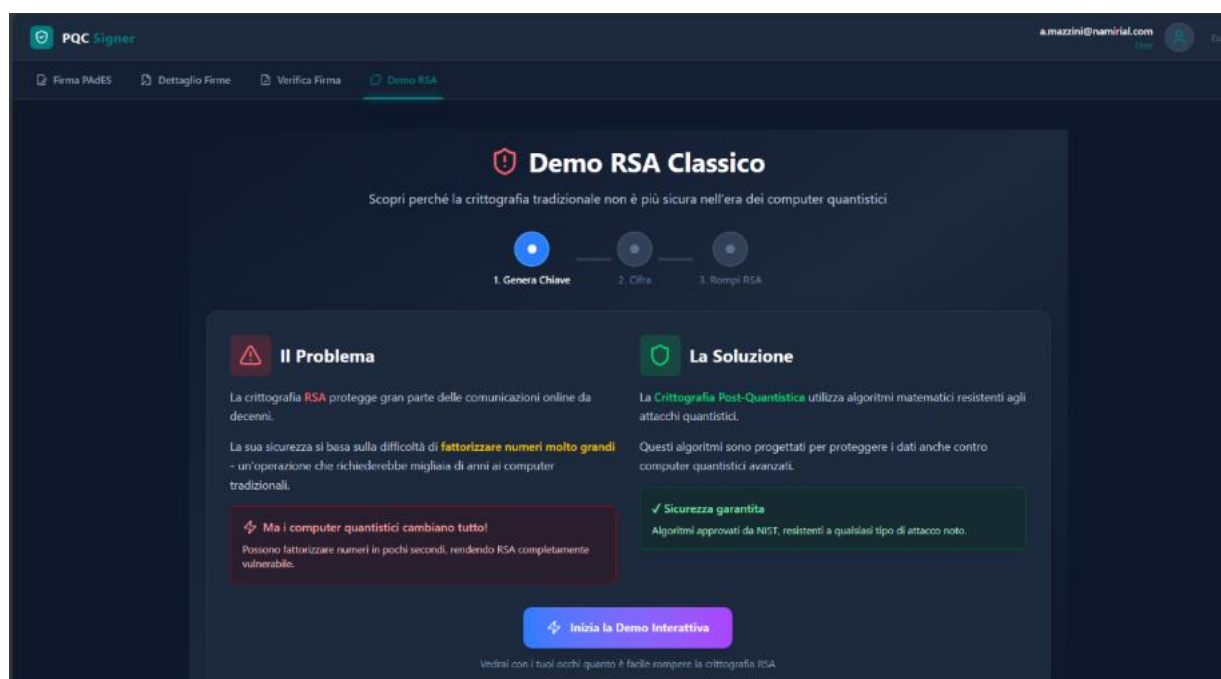 PQC Signer
a.mazzini@namirial.com
User
Firma PAdES
Dettaglio Firme
Verifica Firma
Demo RSA
Demo RSA Classico
Scopri perché la crittografia tradizionale non è più sicura nell'era dei computer quantistici
1. Genera Chiave
2. Cifra
3. Rompi RSA
Il Problema
La crittografia RSA protegge gran parte delle comunicazioni online da
decenni.
La sua sicurezza si basa sulla difficoltà di fattorizzare numeri molto grandi
- un'operazione che richiederebbe migliaia di anni ai computer
tradizionali.
Ma i computer quantistici cambiano tutto!
Possono fattorizzare numeri in pochi secondi, rendendo RSA completamente
vulnerabile.
La Soluzione
La Crittografia Post-Quantistica utilizza algoritmi matematici resistenti agli
attacchi quantistici.
Questi algoritmi sono progettati per proteggere i dati anche contro
computer quantistici avanzati.
✓ Sicurezza garantita
Algoritmi approvati da NIST, resistenti a qualsiasi tipo di attacco noto.
Inizia la Demo Interattiva
Vedrai con i tuoi occhi quanto è facile rompere la crittografia RSA